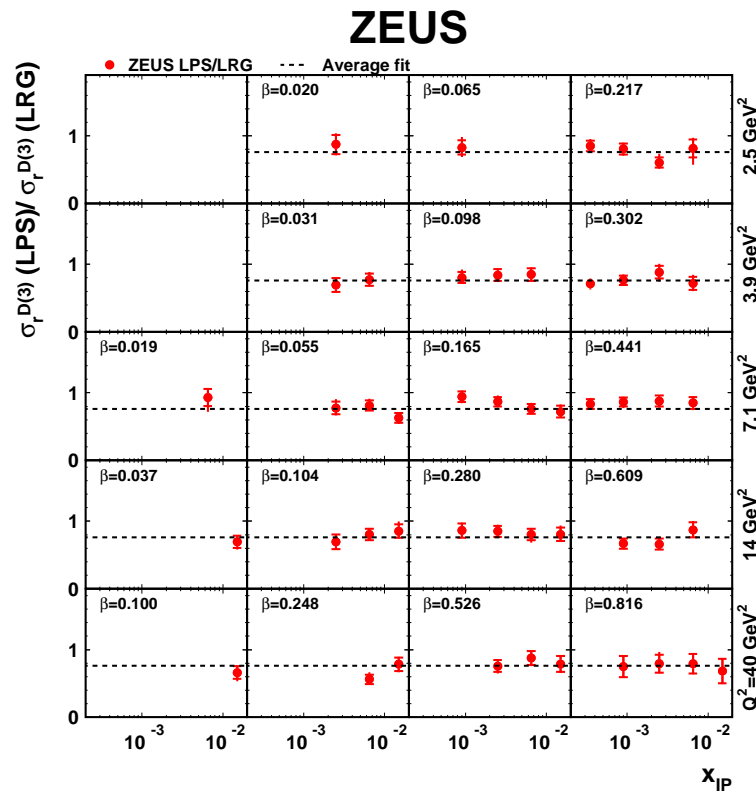 ZEUS
ZEUS LPS/LRG
Average fit
σ_r^D(3) (LPS)/ σ_r^D(3) (LRG)
β=0.020
β=0.065
β=0.217
2.5 GeV²
1
0
β=0.031
β=0.098
β=0.302
3.9 GeV²
1
0
β=0.019
β=0.055
β=0.165
β=0.441
7.1 GeV²
1
0
β=0.037
β=0.104
β=0.280
β=0.609
14 GeV²
1
0
β=0.100
β=0.248
β=0.526
β=0.816
Q²=40 GeV²
1
0
10⁻³ 10⁻² 10⁻³ 10⁻² 10⁻³ 10⁻² 10⁻³ 10⁻²
x_IP